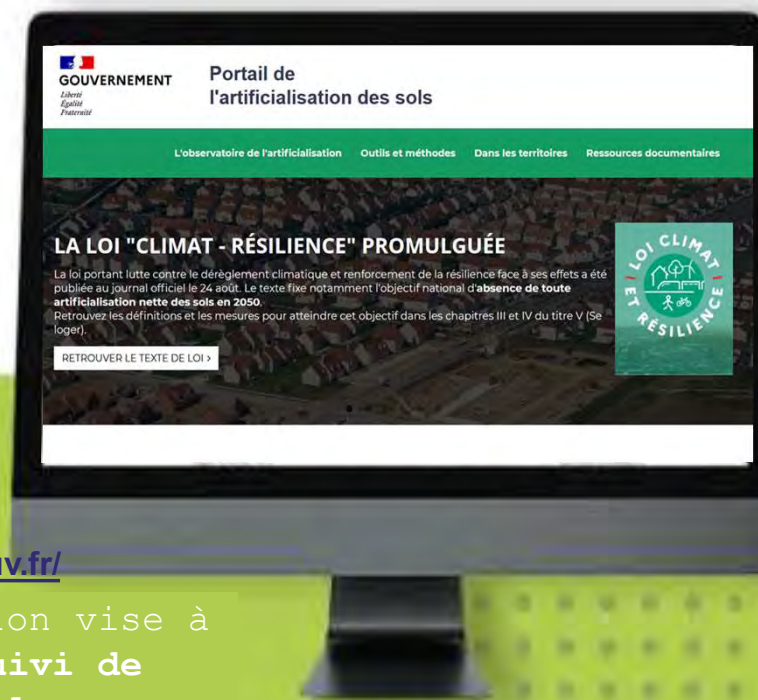 GOUVERNEMENT
Liberté
Égalité
Fraternité
Portail de
l'artificialisation des sols
L'observatoire de l'artificialisation Outils et méthodes Dans les territoires Ressources documentaires
LA LOI "CLIMAT - RÉSILIENCE" PROMULGUÉE
La loi portant lutte contre le dérèglement climatique et renforcement de la résilience face à ses effets a été
publiée au journal officiel le 24 août. Le texte fixe notamment l'objectif national d'absence de toute
artificialisation nette des sols en 2050.
Retrouvez les définitions et les mesures pour atteindre cet objectif dans les chapitres III et IV du titre V (Se
loger).
RETROUVER LE TEXTE DE LOI >
LOI CLIMAT
ET RÉSILIENCE
uv.fr/
ion vise à
uivi de